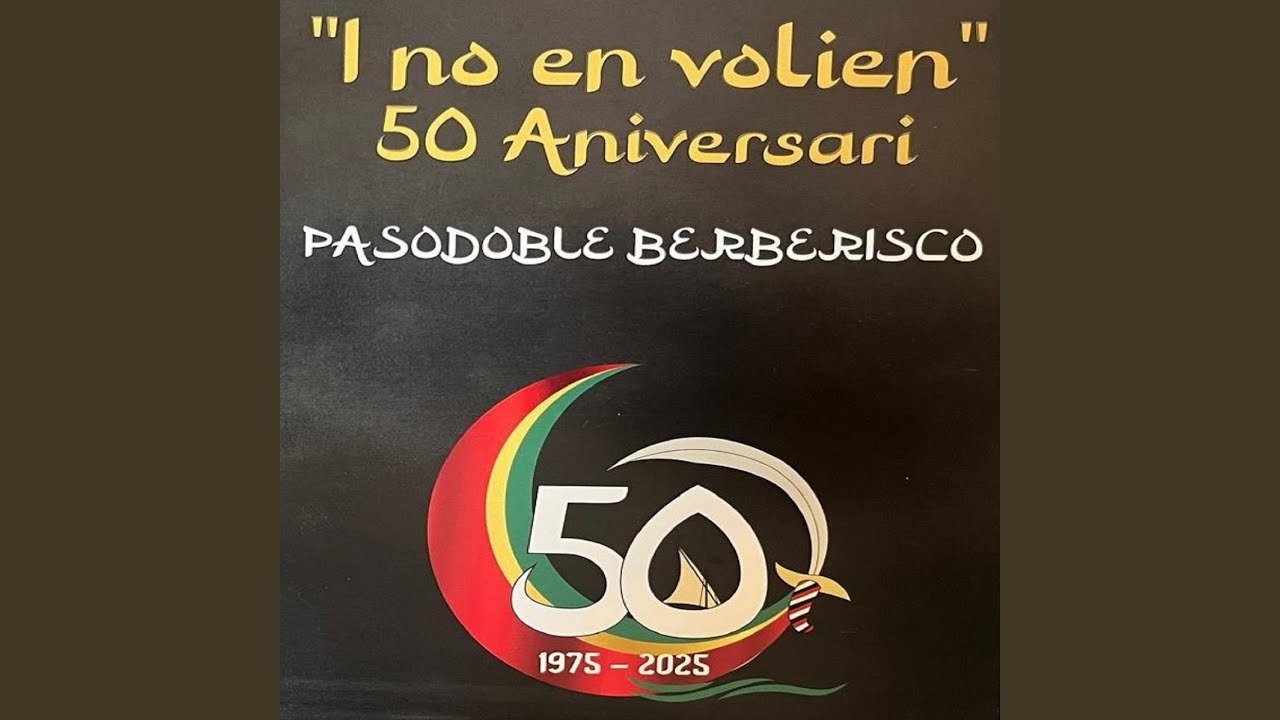 "I no en volien"
50 Aniversari
PASODOBLE BERBERISCO
50
1975 - 2025